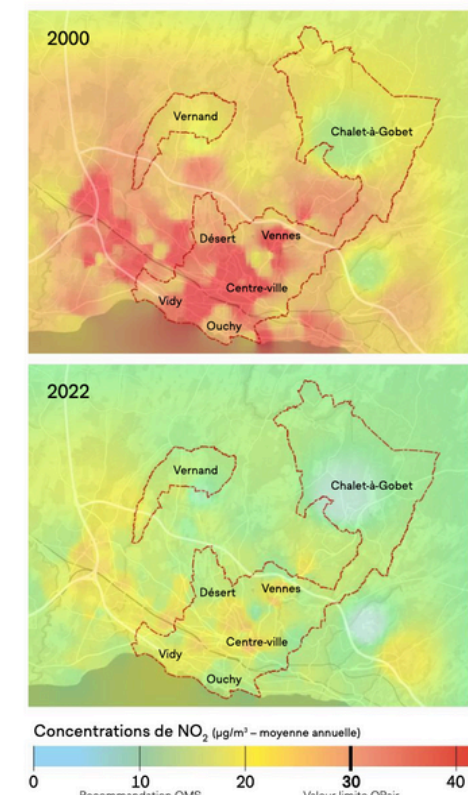 2000
Vernand
Chalet-à-Gobet
Désert
Vennes
Centre-ville
Vidy
Ouchy
2022
Vernand
Chalet-à-Gobet
Désert
Vennes
Centre-ville
Vidy
Ouchy
Concentrations de NO₂ (µg/m³ – moyenne annuelle)
0 10 20 30 40
Recommandation OMS Valeur limite OPair